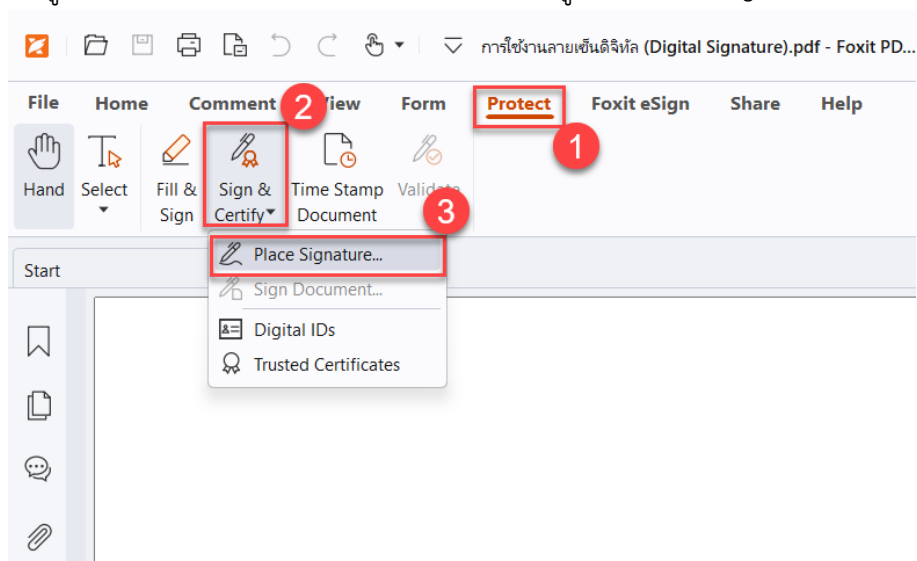 การใช้งานลายเซ็นดิจิทัล (Digital Signature).pdf - Foxit PD...
File Home Comment View Form Protect Foxit eSign Share Help
2
1
Hand Select Fill & Sign & Time Stamp Validate
Sign Certify Document
3
Place Signature...
Start
Sign Document...
Digital IDs
Trusted Certificates